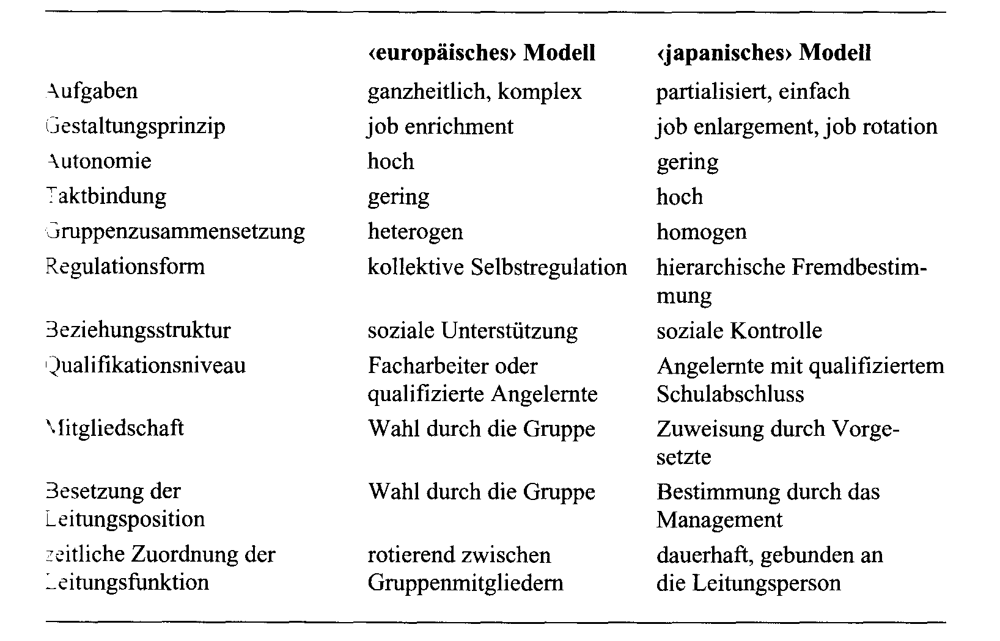 ‹europäisches› Modell ‹japanisches› Modell
Aufgaben ganzheitlich, komplex partialisiert, einfach
Gestaltungsprinzip job enrichment job enlargement, job rotation
Autonomie hoch gering
Taktbindung gering hoch
Gruppenzusammensetzung heterogen homogen
Regulationsform kollektive Selbstregulation hierarchische Fremdbestim-
mung
Beziehungsstruktur soziale Unterstützung soziale Kontrolle
Qualifikationsniveau Facharbeiter oder Angelernte mit qualifiziertem
qualifizierte Angelernte Schulabschluss
Mitgliedschaft Wahl durch die Gruppe Zuweisung durch Vorge-
setzte
Besetzung der Wahl durch die Gruppe Bestimmung durch das
Leitungsposition Management
zeitliche Zuordnung der rotierend zwischen dauerhaft, gebunden an
Leitungsfunktion Gruppenmitgliedern die Leitungsperson